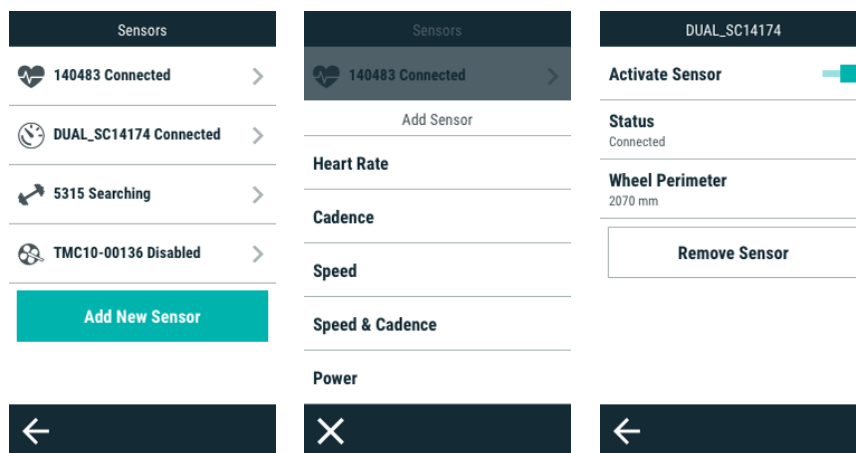 Sensors
140483 Connected
DUAL_SC14174 Connected
5315 Searching
TMC10-00136 Disabled
Add New Sensor
Sensors
140483 Connected
Add Sensor
Heart Rate
Cadence
Speed
Speed & Cadence
Power
DUAL_SC14174
Activate Sensor
Status
Connected
Wheel Perimeter
2070 mm
Remove Sensor